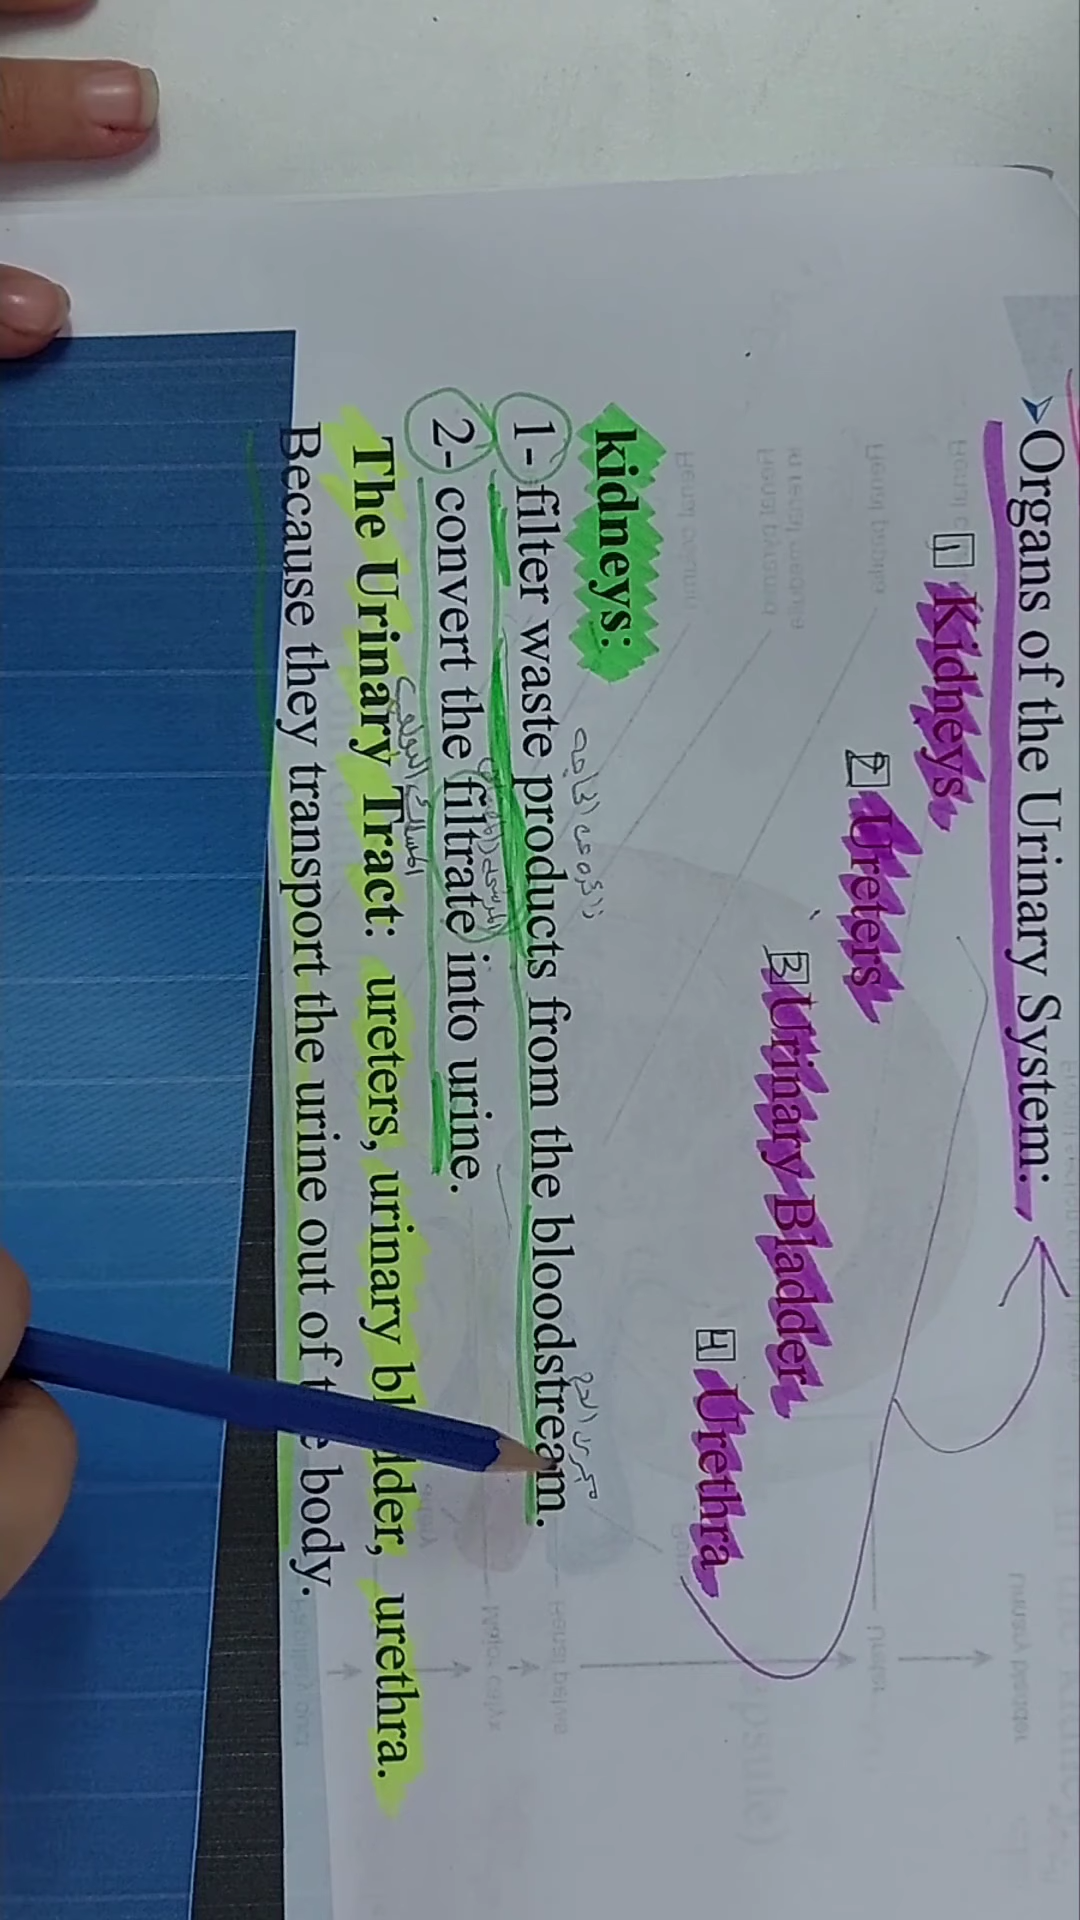 ➢Organs of the Urinary System:
1 Kidneys
2 Ureters
3 Urinary Bladder
4 Urethra
kidneys:
1- filter waste products from the bloodstream.
مجرى الدم
2- convert the filtrate into urine.
The Urinary Tract: ureters, urinary bladder, urethra.
Because they transport the urine out of the body.